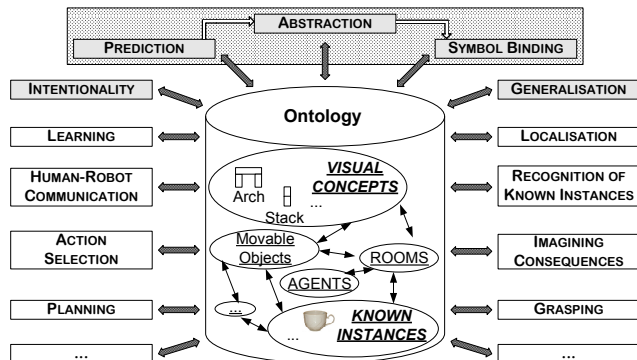 ABSTRACTION
PREDICTION
SYMBOL BINDING
INTENTIONALITY
GENERALISATION
Ontology
LEARNING
LOCALISATION
HUMAN-ROBOT
COMMUNICATION
VISUAL
CONCEPTS
Arch
Stack
...
RECOGNITION OF
KNOWN INSTANCES
ACTION
SELECTION
Movable
Objects
ROOMS
AGENTS
IMAGINING
CONSEQUENCES
PLANNING
...
KNOWN
INSTANCES
...
GRASPING
...
...